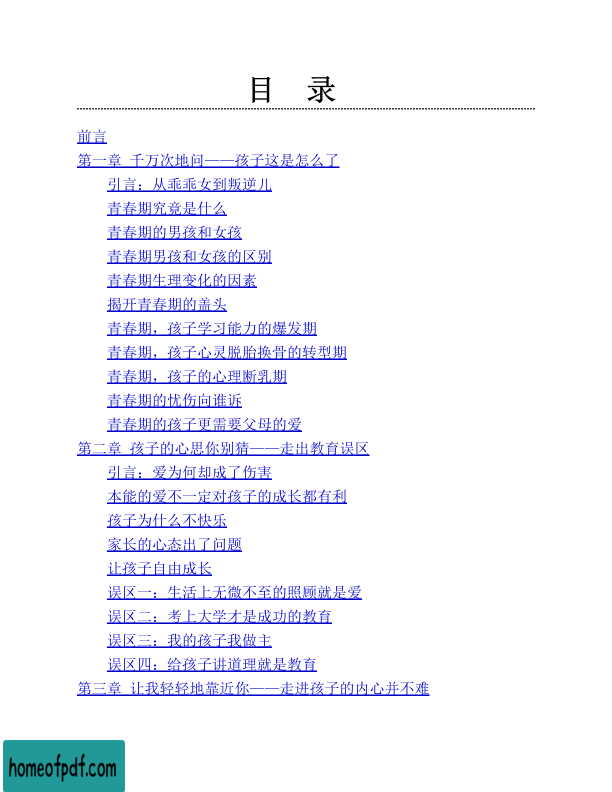 目 录
前言
第一章 千万次地问——孩子这是怎么了
引言：从乖乖女到叛逆儿
青春期究竟是什么
青春期的男孩和女孩
青春期男孩和女孩的区别
青春期生理变化的因素
揭开青春期的盖头
青春期，孩子学习能力的爆发期
青春期，孩子心灵脱胎换骨的转型期
青春期，孩子的心理断乳期
青春期的忧伤向谁诉
青春期的孩子更需要父母的爱
第二章 孩子的心思你别猜——走出教育误区
引言：爱为何却成了伤害
本能的爱不一定对孩子的成长都有利
孩子为什么不快乐
家长的心态出了问题
让孩子自由成长
误区一：生活上无微不至的照顾就是爱
误区二：考上大学才是成功的教育
误区三：我的孩子我做主
误区四：给孩子讲道理就是教育
第三章 让我轻轻地靠近你——走进孩子的内心并不难
homeofpdf.com